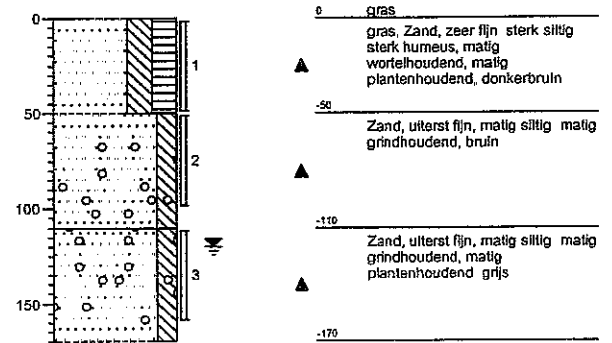 0
50
100
150
1
2
3
0 gras
gras, Zand, zeer fijn sterk siltig
sterk humeus, matig
wortelhoudend, matig
plantenhoudend, donkerbruin
-50
Zand, uiterst fijn, matig siltig matig
grindhoudend, bruin
-110
Zand, uiterst fijn, matig siltig matig
grindhoudend, matig
plantenhoudend grijs
-170